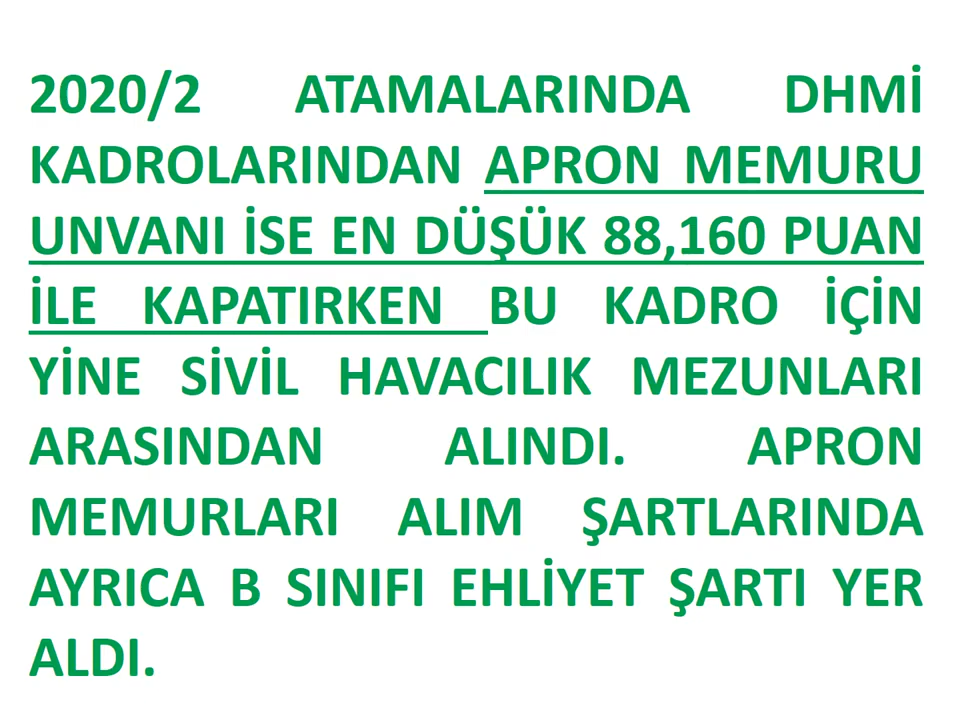 2020/2 ATAMALARINDA DHMİ
KADROLARINDAN APRON MEMURU
UNVANI İSE EN DÜŞÜK 88,160 PUAN
İLE KAPATIRKEN BU KADRO İÇİN
YİNE SİVİL HAVACILIK MEZUNLARI
ARASINDAN ALINDI. APRON
MEMURLARI ALIM ŞARTLARINDA
AYRICA B SINIFI EHLİYET ŞARTI YER
ALDI.